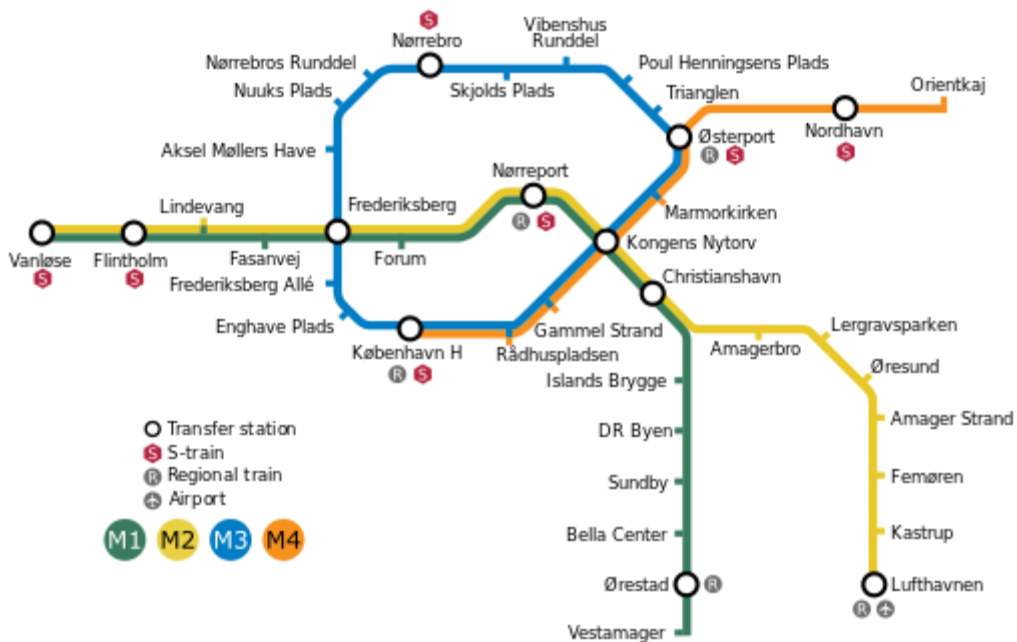 S
Nørrebro
Vibenshus
Runddel
Nørrebros Runddel
Skjolds Plads
Poul Henningsens Plads
Nuuks Plads
Trianglen
Orientkaj
Aksel Møllers Have
Østerport
R S
Nordhavn
S
Nørreport
R S
Lindevang
Frederiksberg
Marmorkirken
Kongens Nytorv
Vanløse
S
Flintholm
S
Fasanvej
Forum
Christianshavn
Frederiksberg Allé
Enghave Plads
Gammel Strand
Lergravsparken
København H
R S
Rådhuspladsen
Amagerbro
Øresund
Islands Brygge
Amager Strand
DR Byen
Sundby
Femøren
Bella Center
Kastrup
Ørestad
R
Lufthavnen
R
Vestamager
Transfer station
S S-train
R Regional train
Airport
M1 M2 M3 M4